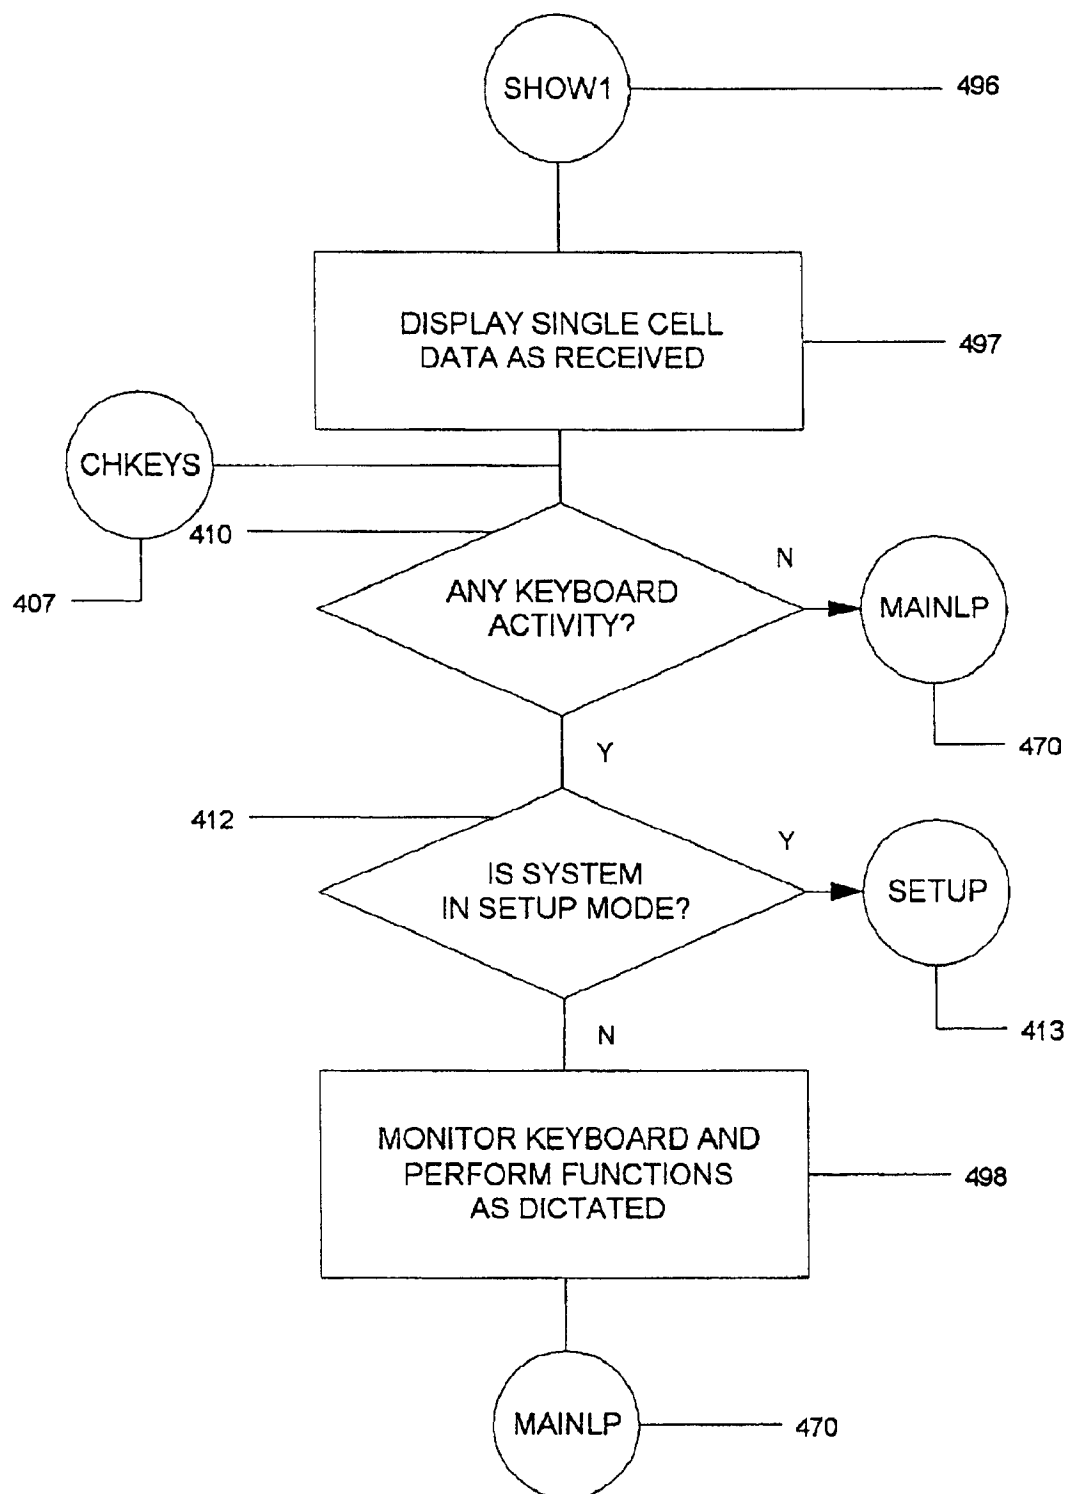 SHOW1
496
DISPLAY SINGLE CELL
DATA AS RECEIVED
497
CHKEYS
407
410
ANY KEYBOARD
ACTIVITY?
N
MAINLP
470
Y
412
IS SYSTEM
IN SETUP MODE?
Y
SETUP
413
N
MONITOR KEYBOARD AND
PERFORM FUNCTIONS
AS DICTATED
498
MAINLP
470